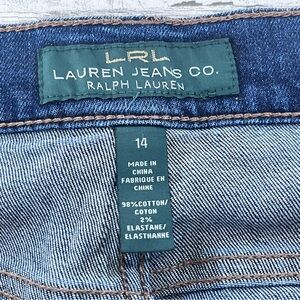 LRL
LAUREN JEANS CO.
RALPH LAUREN
14
MADE IN
CHINA
FABRIQUE EN
CHINE
98%COTTON/
COTON
2%
ELASTANE/
ELASTHANNE